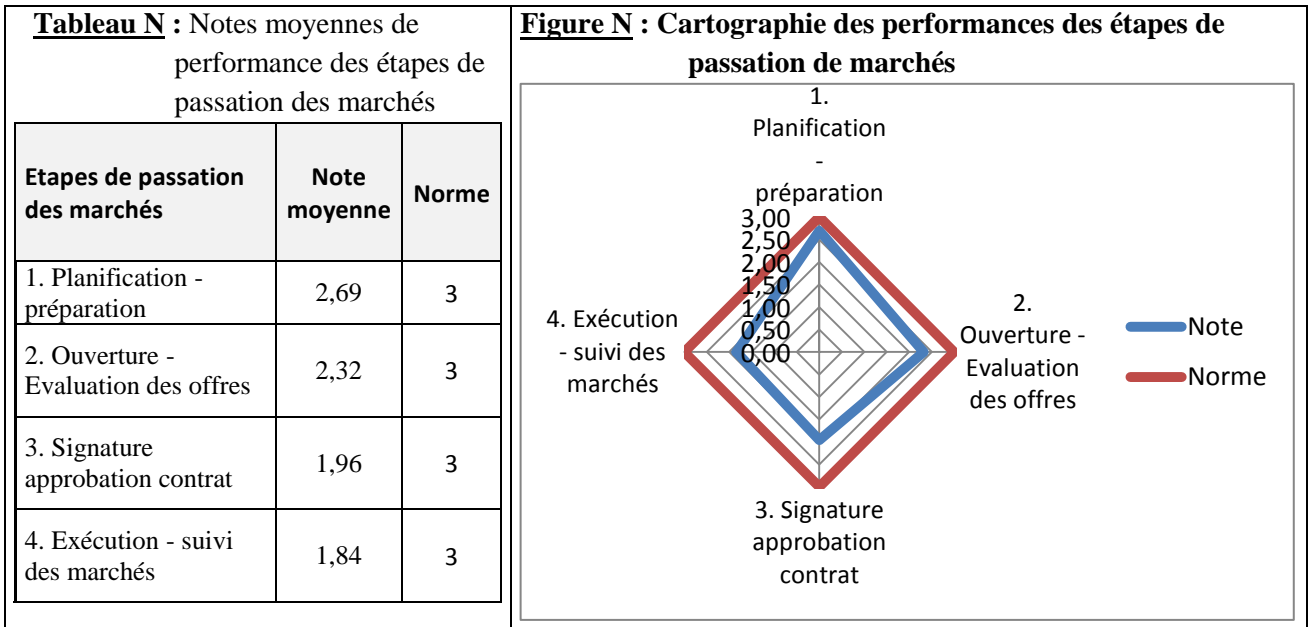 Tableau N : Notes moyennes de
performance des étapes de
passation des marchés
Etapes de passation
des marchés
Note
moyenne
Norme
1. Planification -
préparation
2,69
3
2. Ouverture -
Evaluation des offres
2,32
3
3. Signature
approbation contrat
1,96
3
4. Exécution - suivi
des marchés
1,84
3
Figure N : Cartographie des performances des étapes de
passation de marchés
1.
Planification
-
préparation
3,00
2,50
2,00
1,50
1,00
0,50
0,00
2.
Ouverture -
Evaluation
des offres
3. Signature
approbation
contrat
4. Exécution
- suivi des
marchés
Note
Norme